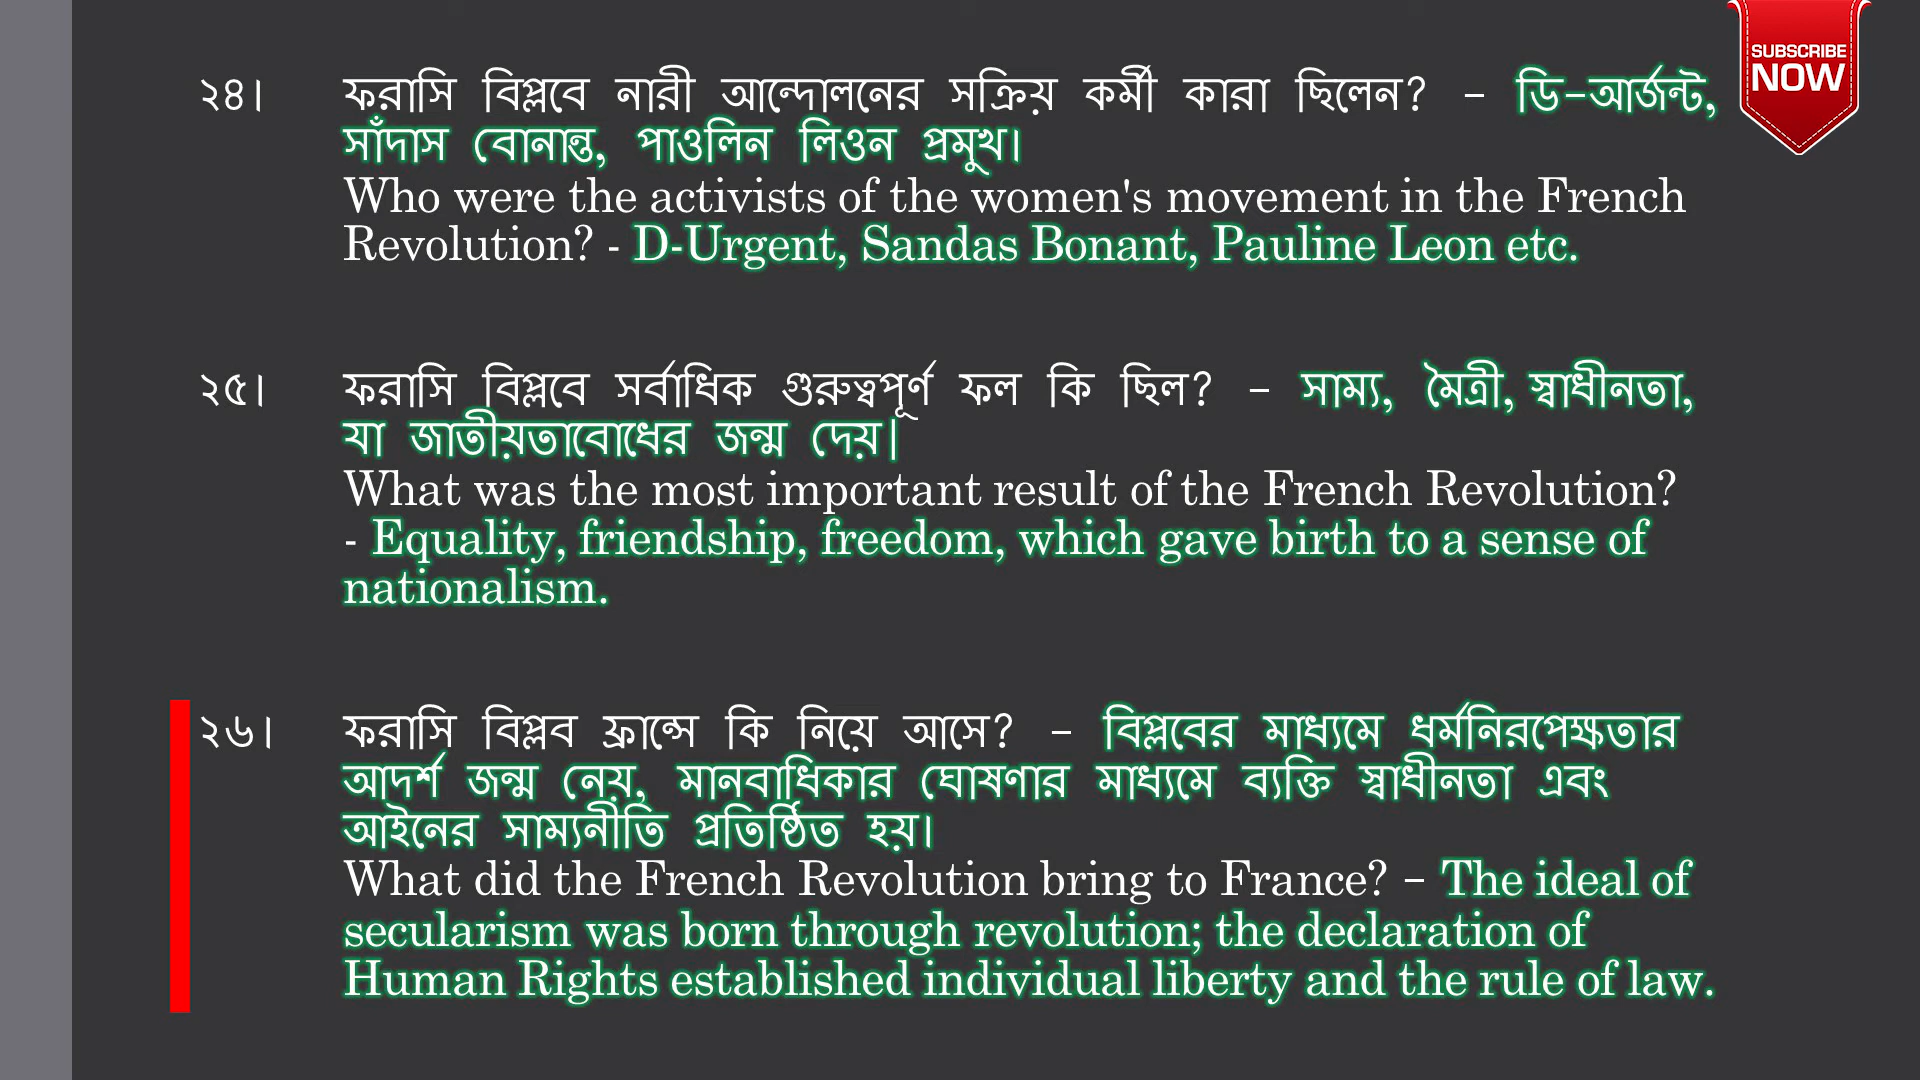 SUBSCRIBE
NOW
২৪। ফরাসি বিপ্লবে নারী আন্দোলনের সক্রিয় কর্মী কারা ছিলেন? – ডি-আর্জন্ট,
সাঁদাস বোনান্ত, পাওলিন লিওন প্রমুখ।
Who were the activists of the women's movement in the French
Revolution? - D-Urgent, Sandas Bonant, Pauline Leon etc.
২৫। ফরাসি বিপ্লবে সর্বাধিক গুরুত্বপূর্ণ ফল কি ছিল? – সাম্য, মৈত্রী, স্বাধীনতা,
যা জাতীয়তাবোধের জন্ম দেয়|
What was the most important result of the French Revolution?
- Equality, friendship, freedom, which gave birth to a sense of
nationalism.
২৬। ফরাসি বিপ্লব ফ্রান্সে কি নিয়ে আসে? – বিপ্লবের মাধ্যমে ধর্মনিরপেক্ষতার
আদর্শ জন্ম নেয়, মানবাধিকার ঘোষণার মাধ্যমে ব্যক্তি স্বাধীনতা এবং
আইনের সাম্যনীতি প্রতিষ্ঠিত হয়।
What did the French Revolution bring to France? – The ideal of
secularism was born through revolution; the declaration of
Human Rights established individual liberty and the rule of law.